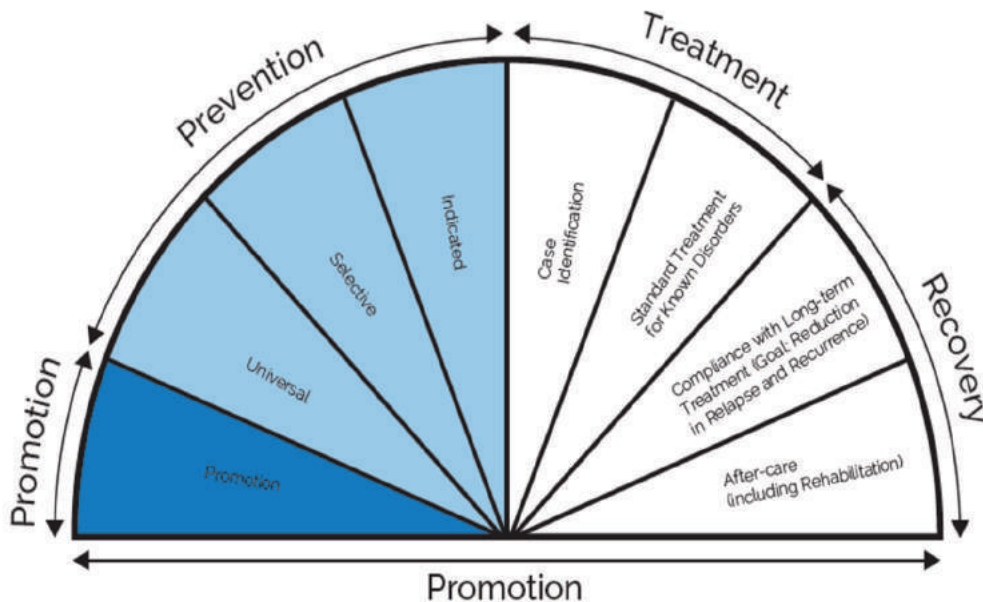 Prevention
Treatment
Promotion
Recovery
Promotion
Universal
Selective
Indicated
Case
Identification
Standard Treatment
for Known Disorders
Compliance with Long-term
Treatment (Goal: Reduction
in Relapse and Recurrence)
After-care
(including Rehabilitation)
Promotion